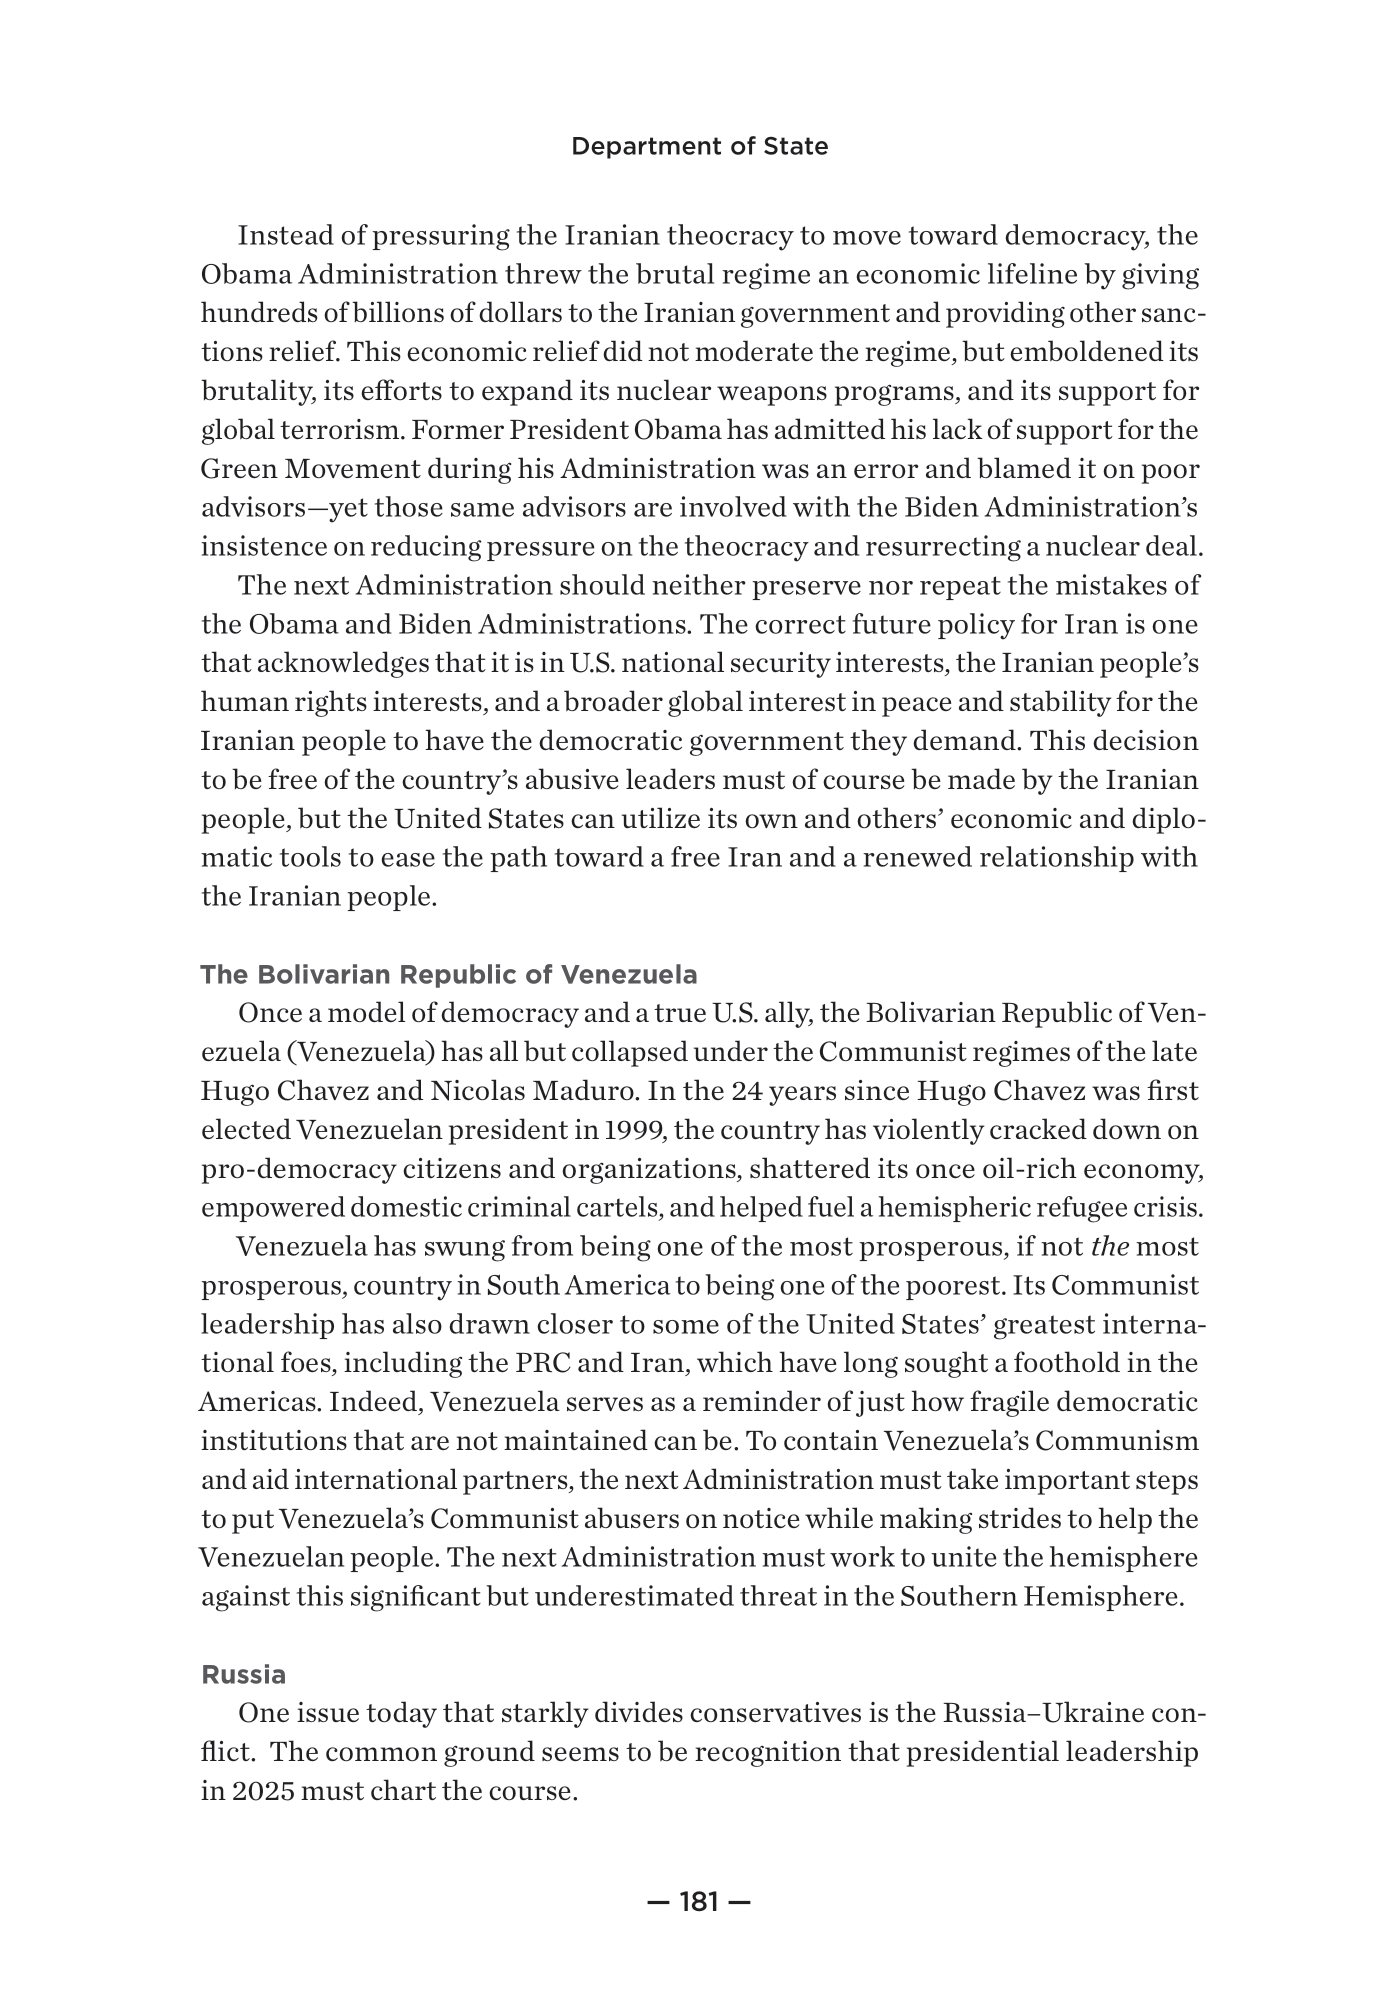 Department of State
Instead of pressuring the Iranian theocracy to move toward democracy, the
Obama Administration threw the brutal regime an economic lifeline by giving
hundreds of billions of dollars to the Iranian government and providing other sanc-
tions relief. This economic relief did not moderate the regime, but emboldened its
brutality, its efforts to expand its nuclear weapons programs, and its support for
global terrorism. Former President Obama has admitted his lack of support for the
Green Movement during his Administration was an error and blamed it on poor
advisors—yet those same advisors are involved with the Biden Administration’s
insistence on reducing pressure on the theocracy and resurrecting a nuclear deal.
The next Administration should neither preserve nor repeat the mistakes of
the Obama and Biden Administrations. The correct future policy for Iran is one
that acknowledges that it is in U.S. national security interests, the Iranian people’s
human rights interests, and a broader global interest in peace and stability for the
Iranian people to have the democratic government they demand. This decision
to be free of the country’s abusive leaders must of course be made by the Iranian
people, but the United States can utilize its own and others’ economic and diplo-
matic tools to ease the path toward a free Iran and a renewed relationship with
the Iranian people.
The Bolivarian Republic of Venezuela
Once a model of democracy and a true U.S. ally, the Bolivarian Republic of Ven-
ezuela (Venezuela) has all but collapsed under the Communist regimes of the late
Hugo Chavez and Nicolas Maduro. In the 24 years since Hugo Chavez was first
elected Venezuelan president in 1999, the country has violently cracked down on
pro-democracy citizens and organizations, shattered its once oil-rich economy,
empowered domestic criminal cartels, and helped fuel a hemispheric refugee crisis.
Venezuela has swung from being one of the most prosperous, if not the most
prosperous, country in South America to being one of the poorest. Its Communist
leadership has also drawn closer to some of the United States’ greatest interna-
tional foes, including the PRC and Iran, which have long sought a foothold in the
Americas. Indeed, Venezuela serves as a reminder of just how fragile democratic
institutions that are not maintained can be. To contain Venezuela’s Communism
and aid international partners, the next Administration must take important steps
to put Venezuela’s Communist abusers on notice while making strides to help the
Venezuelan people. The next Administration must work to unite the hemisphere
against this significant but underestimated threat in the Southern Hemisphere.
Russia
One issue today that starkly divides conservatives is the Russia–Ukraine con-
flict.  The common ground seems to be recognition that presidential leadership
in 2025 must chart the course.
— 181 —